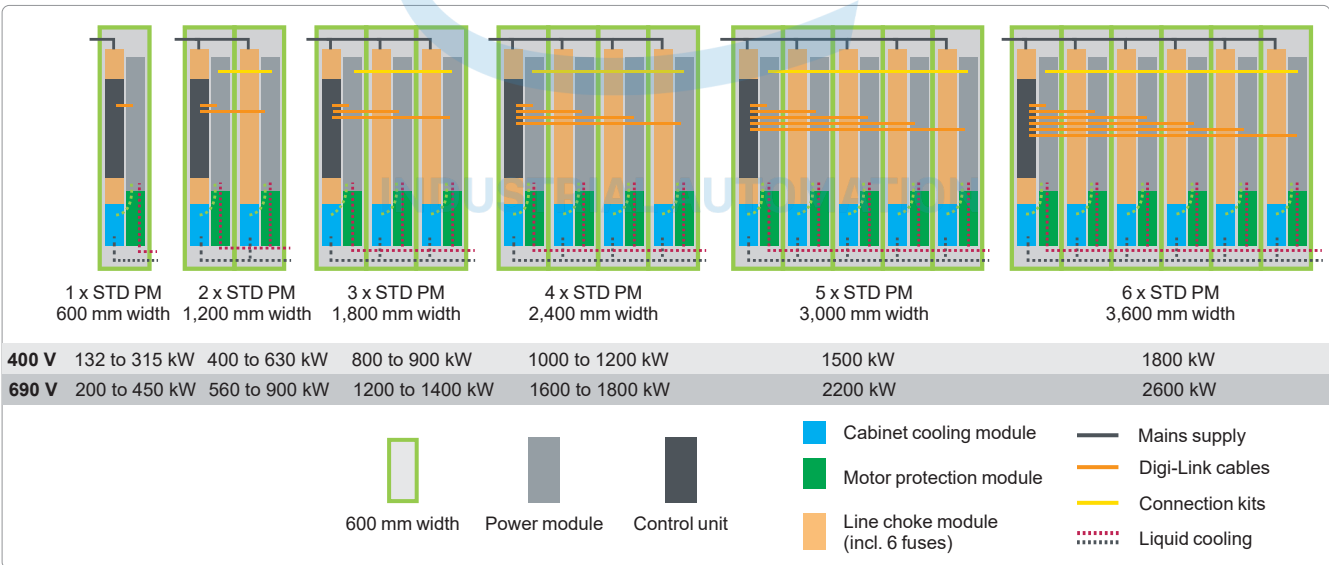 INDUSTRIAL AUTOMATION
1 x STD PM
600 mm width
2 x STD PM
1,200 mm width
3 x STD PM
1,800 mm width
4 x STD PM
2,400 mm width
5 x STD PM
3,000 mm width
6 x STD PM
3,600 mm width
400 V 132 to 315 kW 400 to 630 kW 800 to 900 kW 1000 to 1200 kW 1500 kW 1800 kW
690 V 200 to 450 kW 560 to 900 kW 1200 to 1400 kW 1600 to 1800 kW 2200 kW 2600 kW
600 mm width
Power module
Control unit
Cabinet cooling module
Motor protection module
Line choke module
(incl. 6 fuses)
Mains supply
Digi-Link cables
Connection kits
Liquid cooling